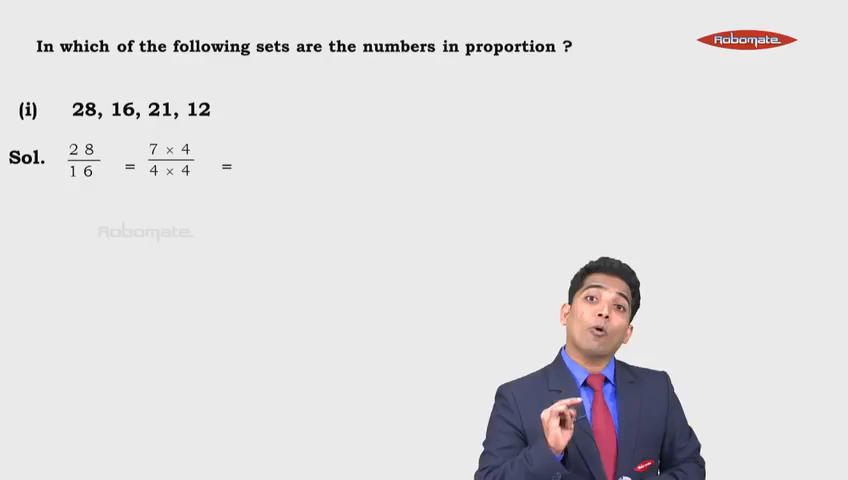 In which of the following sets are the numbers in proportion ?
Robomate
(i) 28, 16, 21, 12
Sol. 28/16 = 7 × 4/4 × 4 =
Robomate